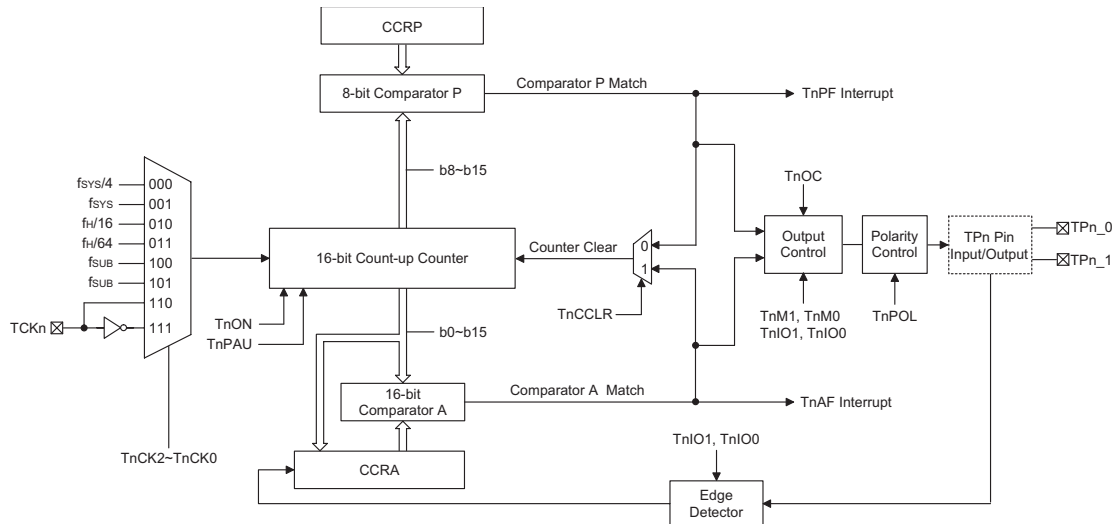 CCRP
8-bit Comparator P
Comparator P Match
TnPF Interrupt
b8~b15
fSYS/4
000
fSYS
001
fH/16
010
fH/64
011
fSUB
100
fSUB
101
110
TCKn
111
TnCK2~TnCK0
16-bit Count-up Counter
TnON
TnPAU
Counter Clear
0
1
TnCCLR
TnOC
Output
Control
TnM1, TnM0
TnIO1, TnIO0
Polarity
Control
TnPOL
TPn Pin
Input/Output
TPn_0
TPn_1
b0~b15
16-bit
Comparator A
Comparator A Match
TnAF Interrupt
CCRA
TnIO1, TnIO0
Edge
Detector